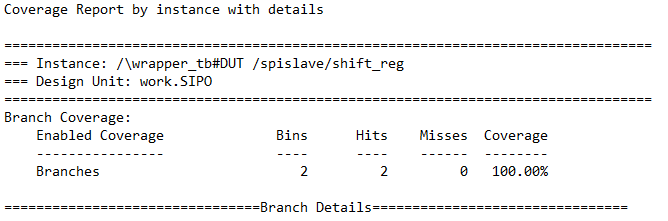 Coverage Report by instance with details
=================================================================================
=== Instance: /\wrapper_tb#DUT /spislave/shift_reg
=== Design Unit: work.SIPO
=================================================================================
Branch Coverage:
    Enabled Coverage              Bins      Hits    Misses  Coverage
    ----------------              ----      ----    ------  --------
    Branches                         2         2         0   100.00%
================================Branch Details================================